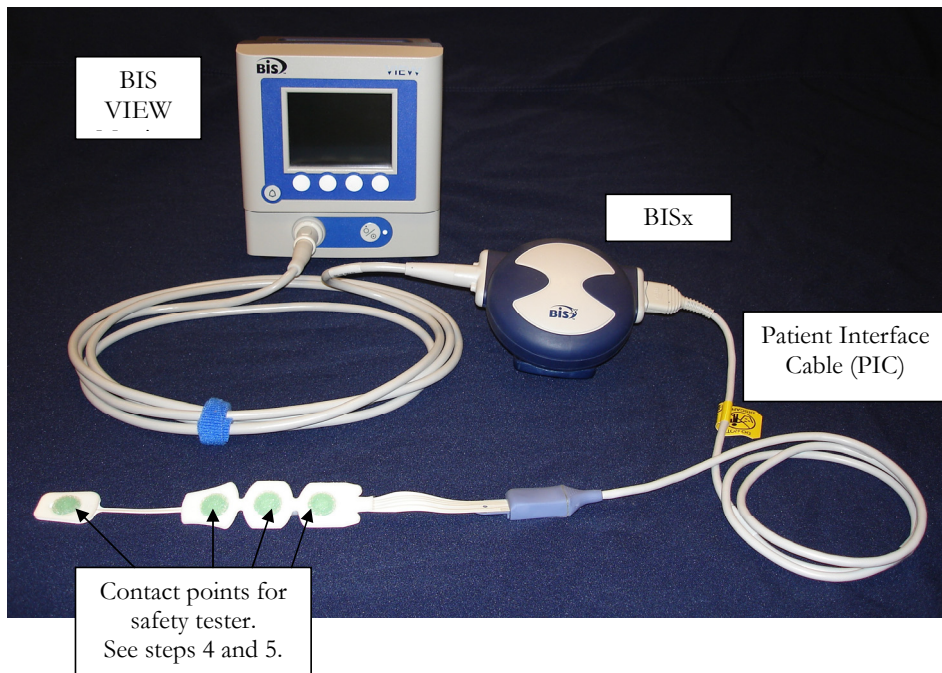 BIS
VIEW
BIS
VIEW
BISx
BISx
Patient Interface
Cable (PIC)
Contact points for
safety tester.
See steps 4 and 5.